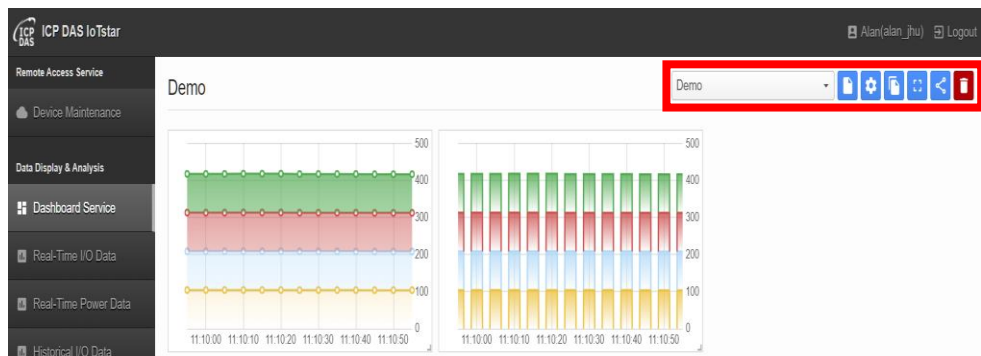 ICP DAS ICP DAS IoTstar
Alan(alan_jhu) Logout
Remote Access Service
Device Maintenance
Data Display & Analysis
Dashboard Service
Real-Time I/O Data
Real-Time Power Data
Historical I/O Data
Demo
Demo
500
400
300
200
100
0
11:10:00 11:10:10 11:10:20 11:10:30 11:10:40 11:10:50
500
400
300
200
100
0
11:10:00 11:10:10 11:10:20 11:10:30 11:10:40 11:10:50